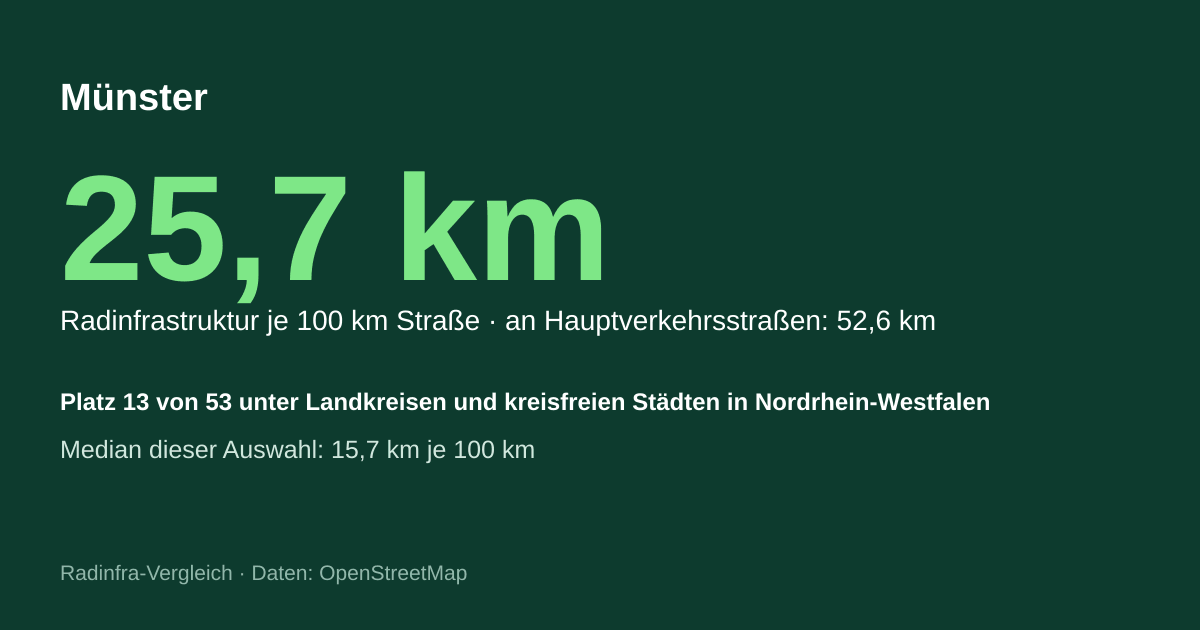 Münster
25,7 km
Radinfrastruktur je 100 km Straße · an Hauptverkehrsstraßen: 52,6 km
Platz 13 von 53 unter Landkreisen und kreisfreien Städten in Nordrhein-Westfalen
Median dieser Auswahl: 15,7 km je 100 km
Radinfra-Vergleich · Daten: OpenStreetMap